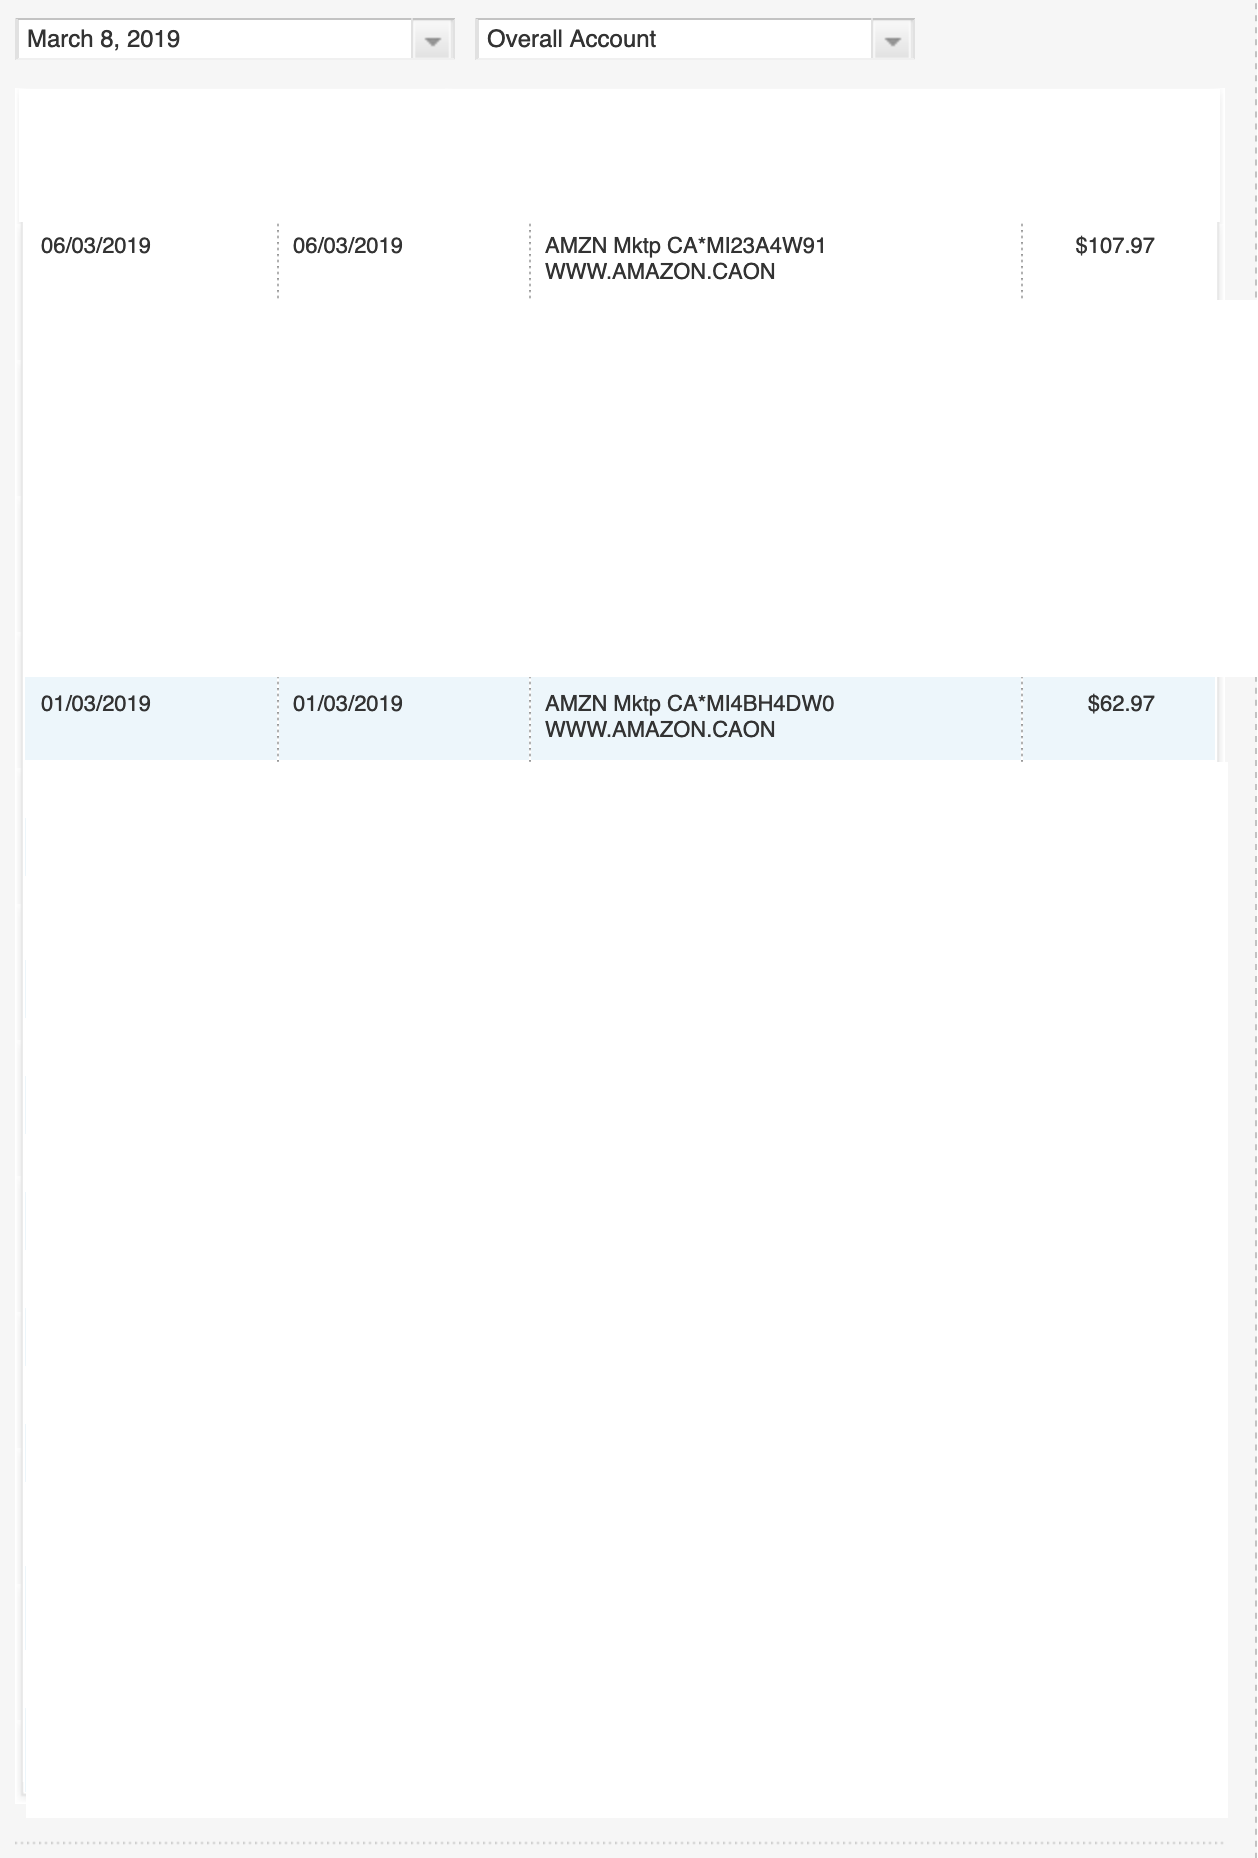 March 8, 2019 Overall Account
06/03/2019 06/03/2019 AMZN Mktp CA*MI23A4W91 $107.97
WWW.AMAZON.CAON
01/03/2019 01/03/2019 AMZN Mktp CA*MI4BH4DW0 $62.97
WWW.AMAZON.CAON